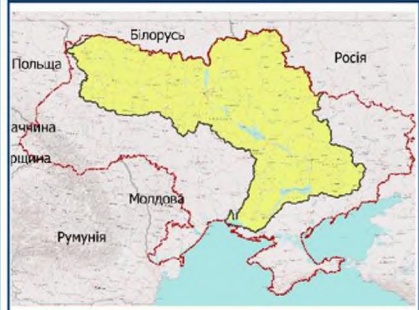 Білорусь
Росія
Польща
аччина
рщина
Молдова
Румунія